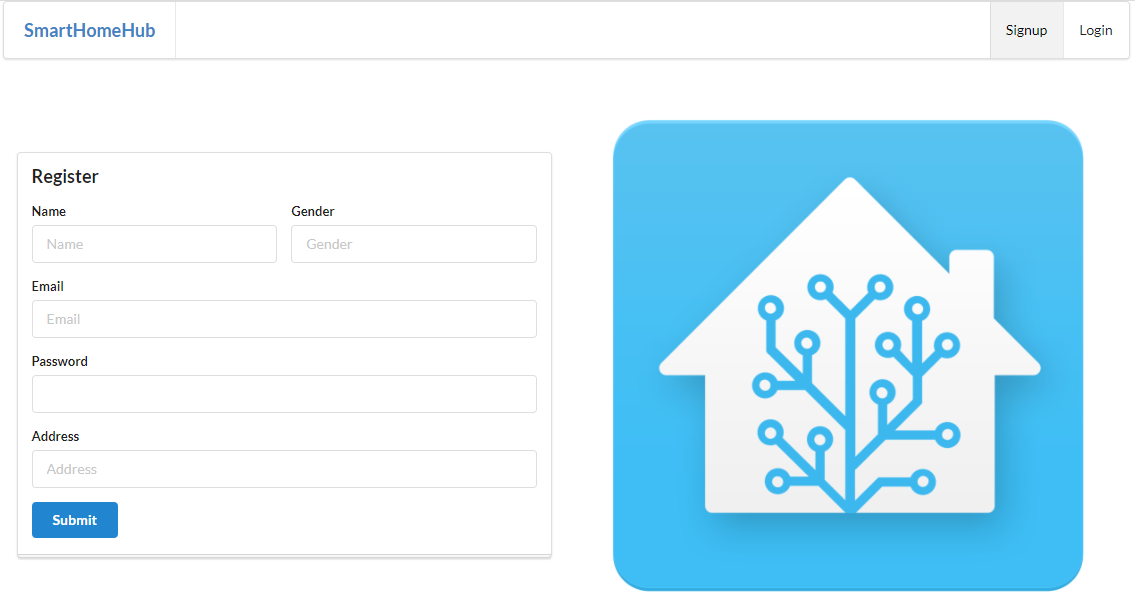 SmartHomeHub
Signup
Login
Register
Name
Gender
Name
Gender
Email
Email
Password
Address
Address
Submit